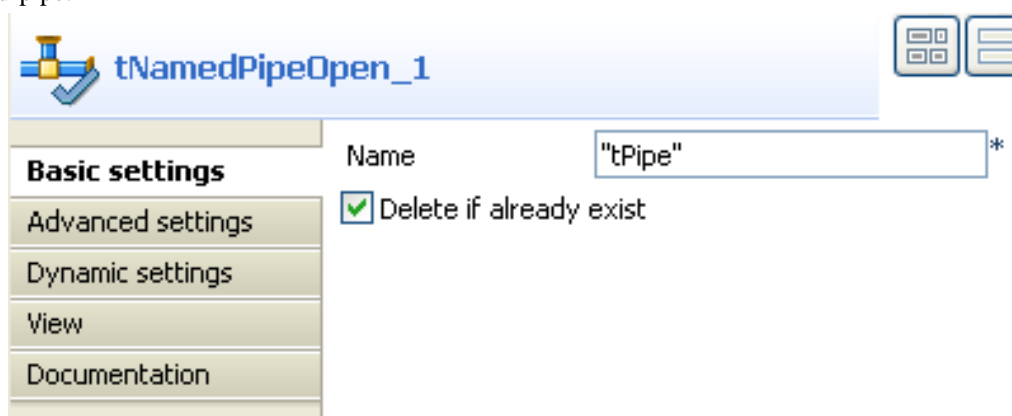 tNamedPipeOpen_1
Basic settings
Advanced settings
Dynamic settings
View
Documentation
Name "tPipe" *
Delete if already exist